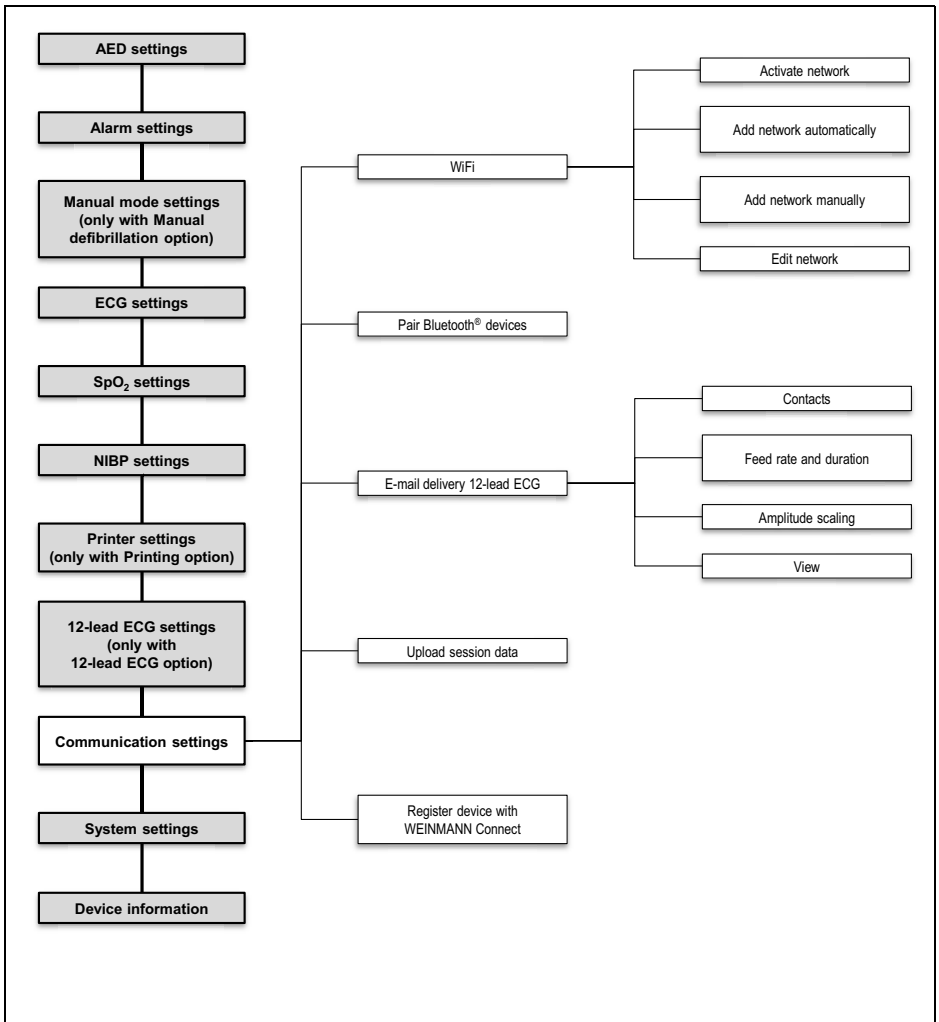 AED settings
Alarm settings
Manual mode settings
(only with Manual
defibrillation option)
ECG settings
SpO₂ settings
NIBP settings
Printer settings
(only with Printing option)
12-lead ECG settings
(only with
12-lead ECG option)
Communication settings
System settings
Device information
WiFi
Pair Bluetooth® devices
E-mail delivery 12-lead ECG
Upload session data
Register device with
WEINMANN Connect
Activate network
Add network automatically
Add network manually
Edit network
Contacts
Feed rate and duration
Amplitude scaling
View